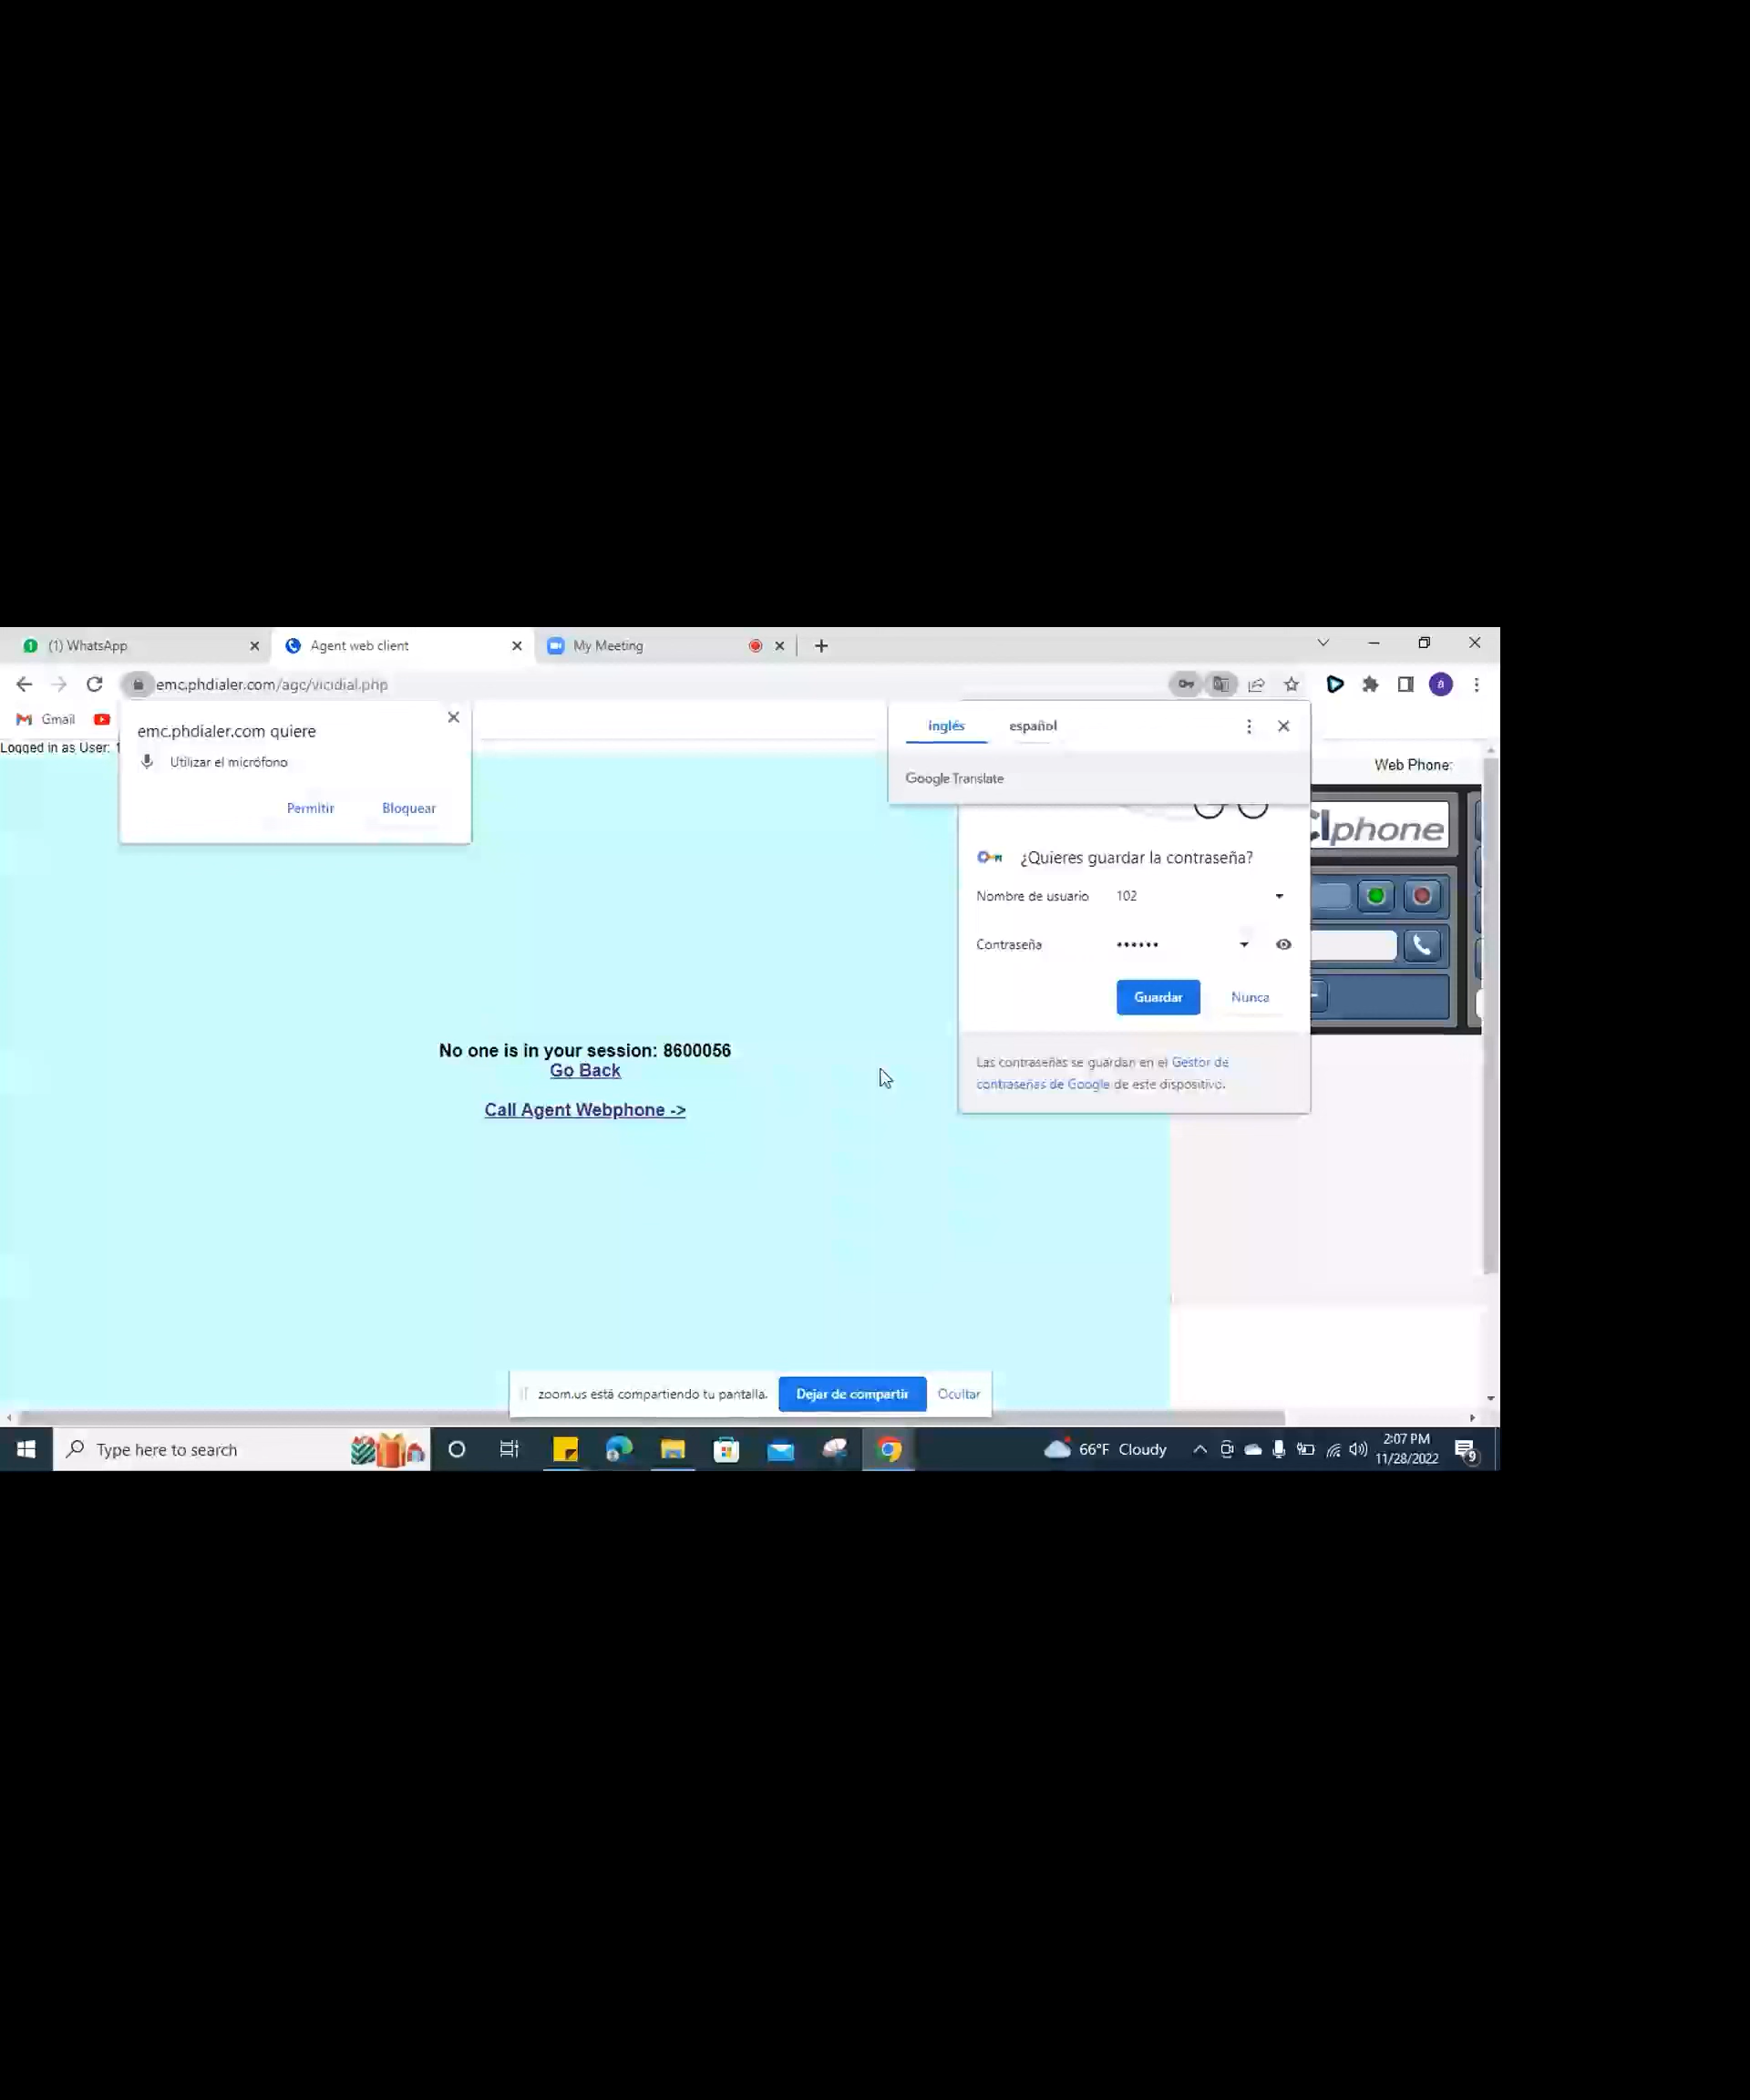 (1) WhatsApp
Agent web client
My Meeting
emc.phdialer.com/agc/vicidial.php
Gmail
Logged in as User:
emc.phdialer.com quiere
Utilizar el micrófono
Permitir
Bloquear
inglés
español
Google Translate
Web Phone:
phone
¿Quieres guardar la contraseña?
Nombre de usuario
102
Contraseña
••••••
Guardar
Nunca
Las contraseñas se guardan en el Gestor de
contraseñas de Google de este dispositivo.
No one is in your session: 8600056
Go Back
Call Agent Webphone ->
zoom.us está compartiendo tu pantalla.
Dejar de compartir
Ocultar
Type here to search
66°F Cloudy
2:07 PM
11/28/2022
9